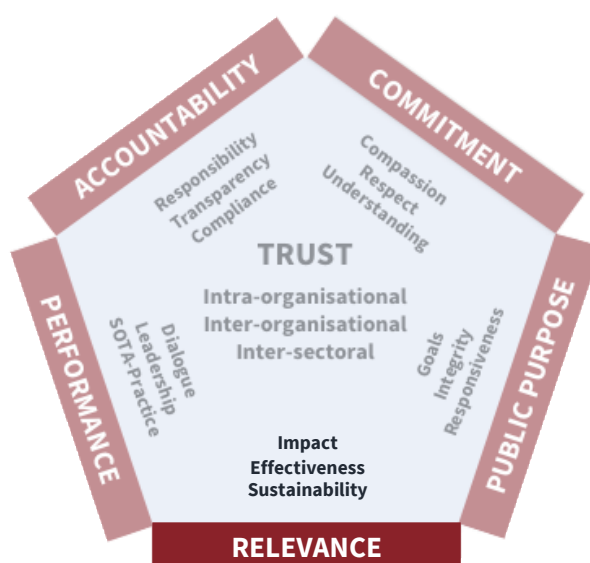 ACCOUNTABILITY
COMMITMENT
Responsibility
Transparency
Compliance
Compassion
Respect
Understanding
TRUST
Intra-organisational
Inter-organisational
Inter-sectoral
PERFORMANCE
Dialogue
Leadership
SOTA-Practice
Goals
Integrity
Responsiveness
PUBLIC PURPOSE
Impact
Effectiveness
Sustainability
RELEVANCE